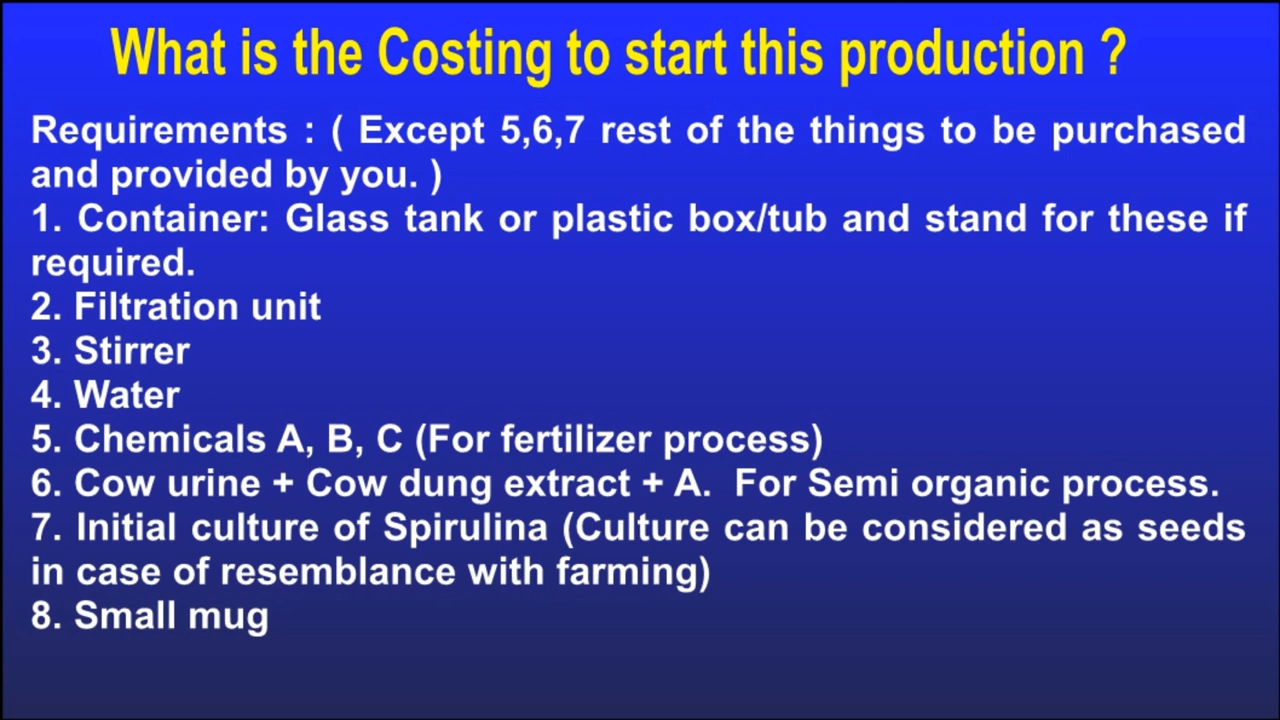 What is the Costing to start this production ?
Requirements : ( Except 5,6,7 rest of the things to be purchased
and provided by you. )
1. Container: Glass tank or plastic box/tub and stand for these if
required.
2. Filtration unit
3. Stirrer
4. Water
5. Chemicals A, B, C (For fertilizer process)
6. Cow urine + Cow dung extract + A.  For Semi organic process.
7. Initial culture of Spirulina (Culture can be considered as seeds
in case of resemblance with farming)
8. Small mug